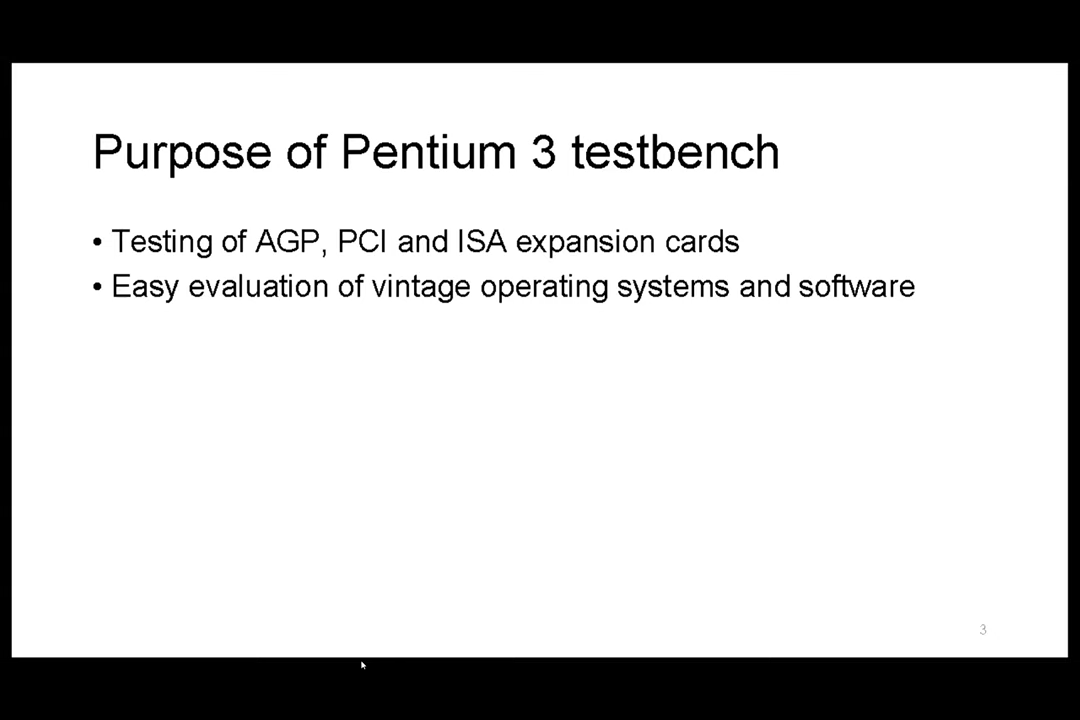 Purpose of Pentium 3 testbench
• Testing of AGP, PCI and ISA expansion cards
• Easy evaluation of vintage operating systems and software
3